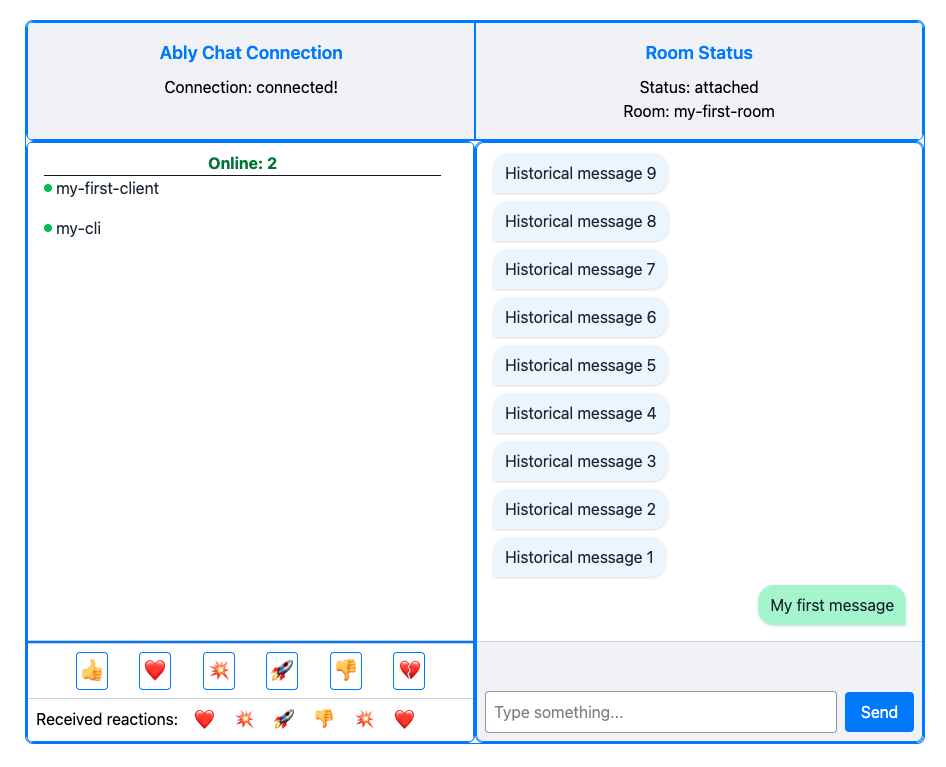 Ably Chat Connection
Connection: connected!
Room Status
Status: attached
Room: my-first-room
Online: 2
my-first-client
my-cli
Historical message 9
Historical message 8
Historical message 7
Historical message 6
Historical message 5
Historical message 4
Historical message 3
Historical message 2
Historical message 1
My first message
Received reactions:
Type something...
Send